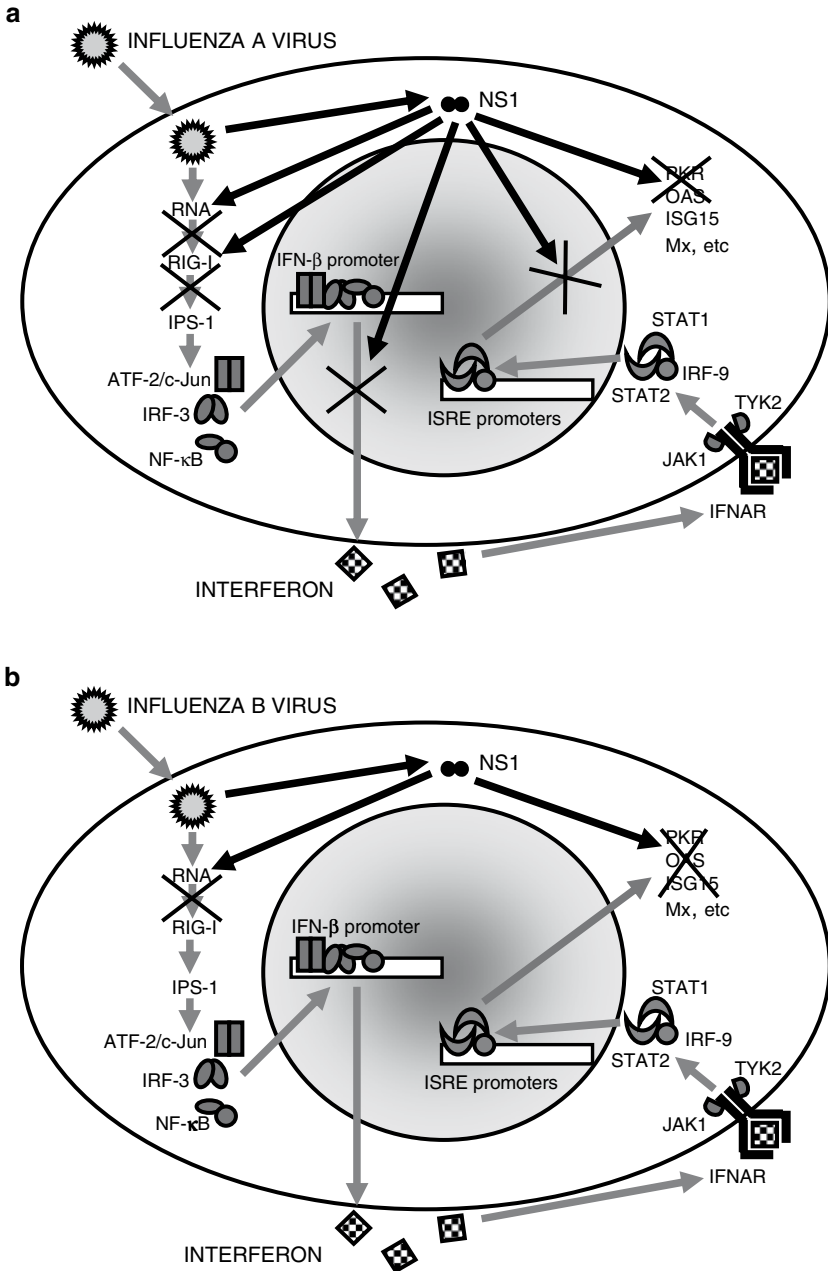 a
INFLUENZA A VIRUS
NS1
RNA
RIG-I
IPS-1
ATF-2/c-Jun
IRF-3
NF-κB
IFN-β promoter
ISRE promoters
PKR
OAS
ISG15
Mx, etc
STAT1
IRF-9
STAT2
TYK2
JAK1
IFNAR
INTERFERON
b
INFLUENZA B VIRUS
NS1
RNA
RIG-I
IPS-1
ATF-2/c-Jun
IRF-3
NF-κB
IFN-β promoter
ISRE promoters
PKR
OAS
ISG15
Mx, etc
STAT1
IRF-9
STAT2
TYK2
JAK1
IFNAR
INTERFERON